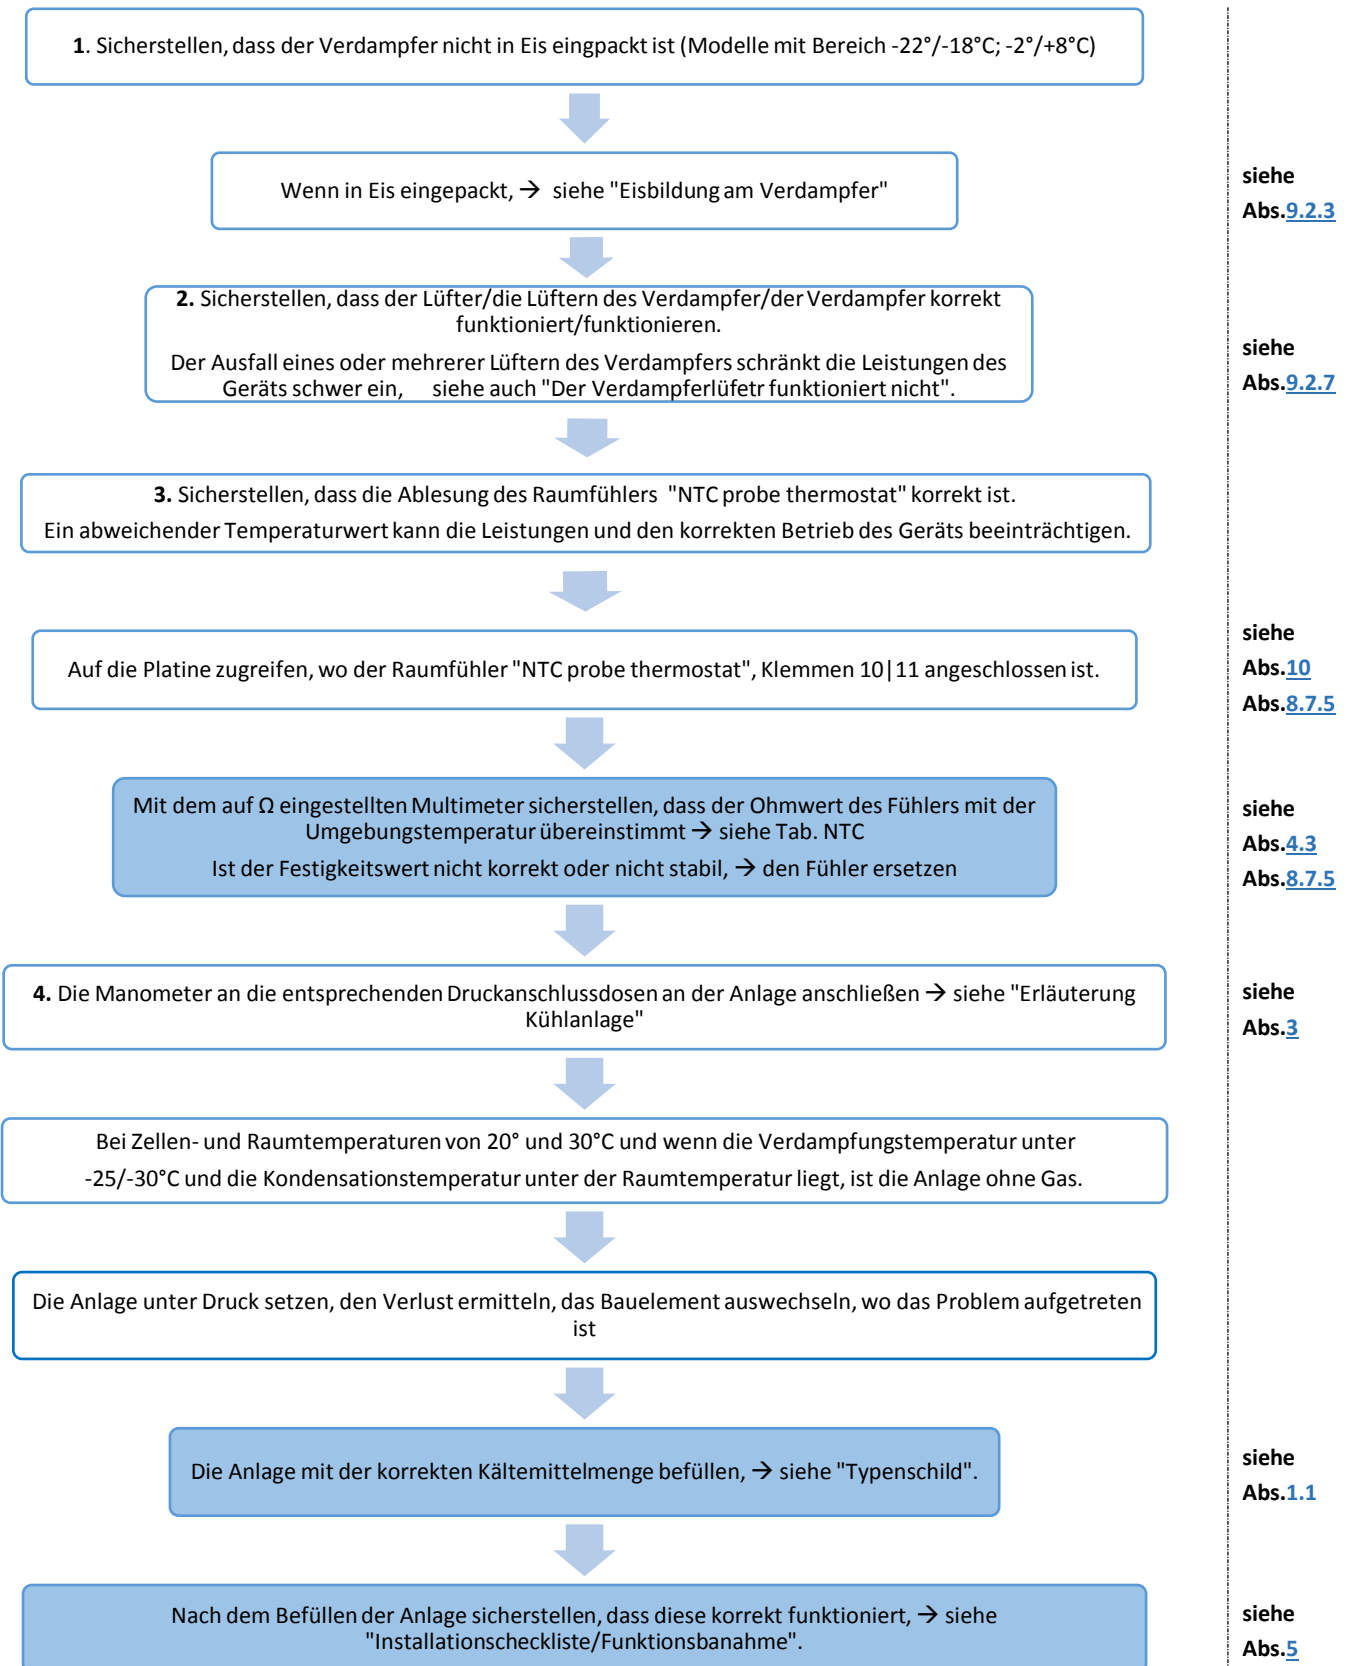 1. Sicherstellen, dass der Verdampfer nicht in Eis eingpackt ist (Modelle mit Bereich -22°/-18°C; -2°/+8°C)
Wenn in Eis eingepackt, → siehe "Eisbildung am Verdampfer"
siehe
Abs.9.2.3
2. Sicherstellen, dass der Lüfter/die Lüftern des Verdampfer/der Verdampfer korrekt
funktioniert/funktionieren.
Der Ausfall eines oder mehrerer Lüftern des Verdampfers schränkt die Leistungen des
Geräts schwer ein, siehe auch "Der Verdampferlüfetr funktioniert nicht".
siehe
Abs.9.2.7
3. Sicherstellen, dass die Ablesung des Raumfühlers "NTC probe thermostat" korrekt ist.
Ein abweichender Temperaturwert kann die Leistungen und den korrekten Betrieb des Geräts beeinträchtigen.
Auf die Platine zugreifen, wo der Raumfühler "NTC probe thermostat", Klemmen 10|11 angeschlossen ist.
siehe
Abs.10
Abs.8.7.5
Mit dem auf Ω eingestellten Multimeter sicherstellen, dass der Ohmwert des Fühlers mit der
Umgebungstemperatur übereinstimmt → siehe Tab. NTC
Ist der Festigkeitswert nicht korrekt oder nicht stabil, → den Fühler ersetzen
siehe
Abs.4.3
Abs.8.7.5
4. Die Manometer an die entsprechenden Druckanschlussdosen an der Anlage anschließen → siehe "Erläuterung
Kühlanlage"
siehe
Abs.3
Bei Zellen- und Raumtemperaturen von 20° und 30°C und wenn die Verdampfungstemperatur unter
-25/-30°C und die Kondensationstemperatur unter der Raumtemperatur liegt, ist die Anlage ohne Gas.
Die Anlage unter Druck setzen, den Verlust ermitteln, das Bauelement auswechseln, wo das Problem aufgetreten
ist
Die Anlage mit der korrekten Kältemittelmenge befüllen, → siehe "Typenschild".
siehe
Abs.1.1
Nach dem Befüllen der Anlage sicherstellen, dass diese korrekt funktioniert, → siehe
"Installationscheckliste/Funktionsbanahme".
siehe
Abs.5